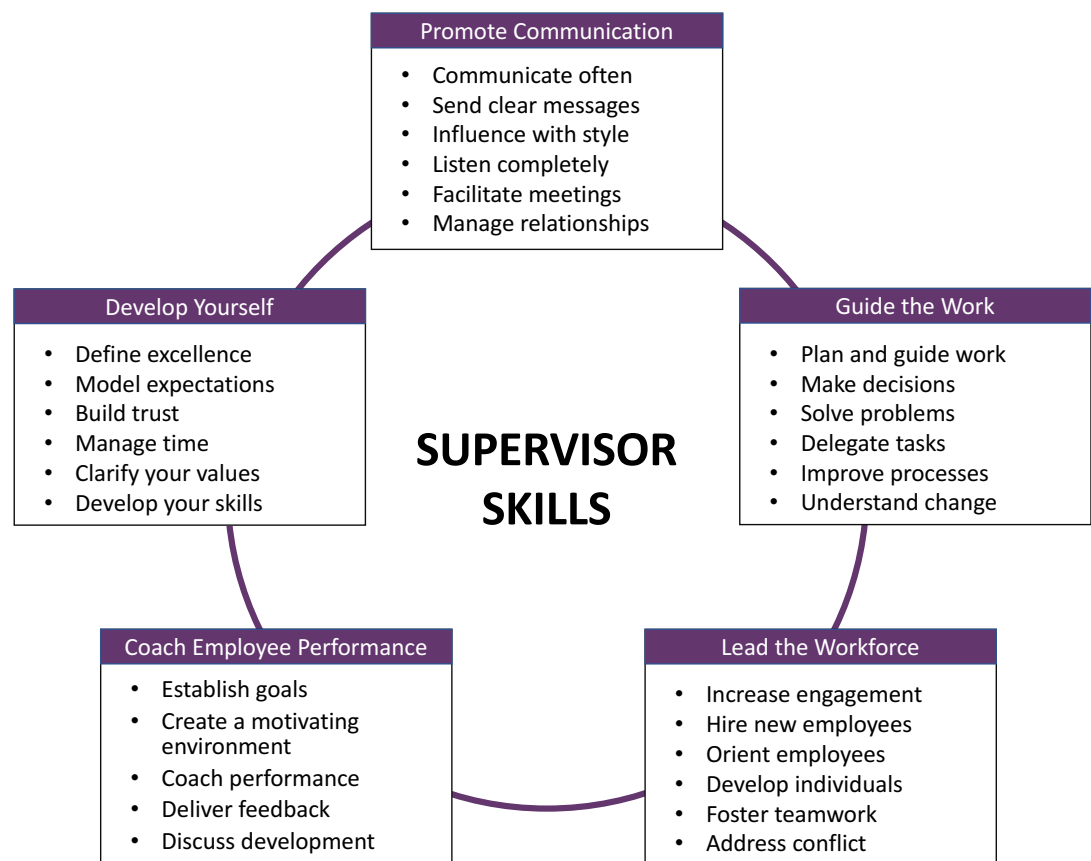 Promote Communication
• Communicate often
• Send clear messages
• Influence with style
• Listen completely
• Facilitate meetings
• Manage relationships
Develop Yourself
• Define excellence
• Model expectations
• Build trust
• Manage time
• Clarify your values
• Develop your skills
SUPERVISOR
SKILLS
Guide the Work
• Plan and guide work
• Make decisions
• Solve problems
• Delegate tasks
• Improve processes
• Understand change
Coach Employee Performance
• Establish goals
• Create a motivating
environment
• Coach performance
• Deliver feedback
• Discuss development
Lead the Workforce
• Increase engagement
• Hire new employees
• Orient employees
• Develop individuals
• Foster teamwork
• Address conflict